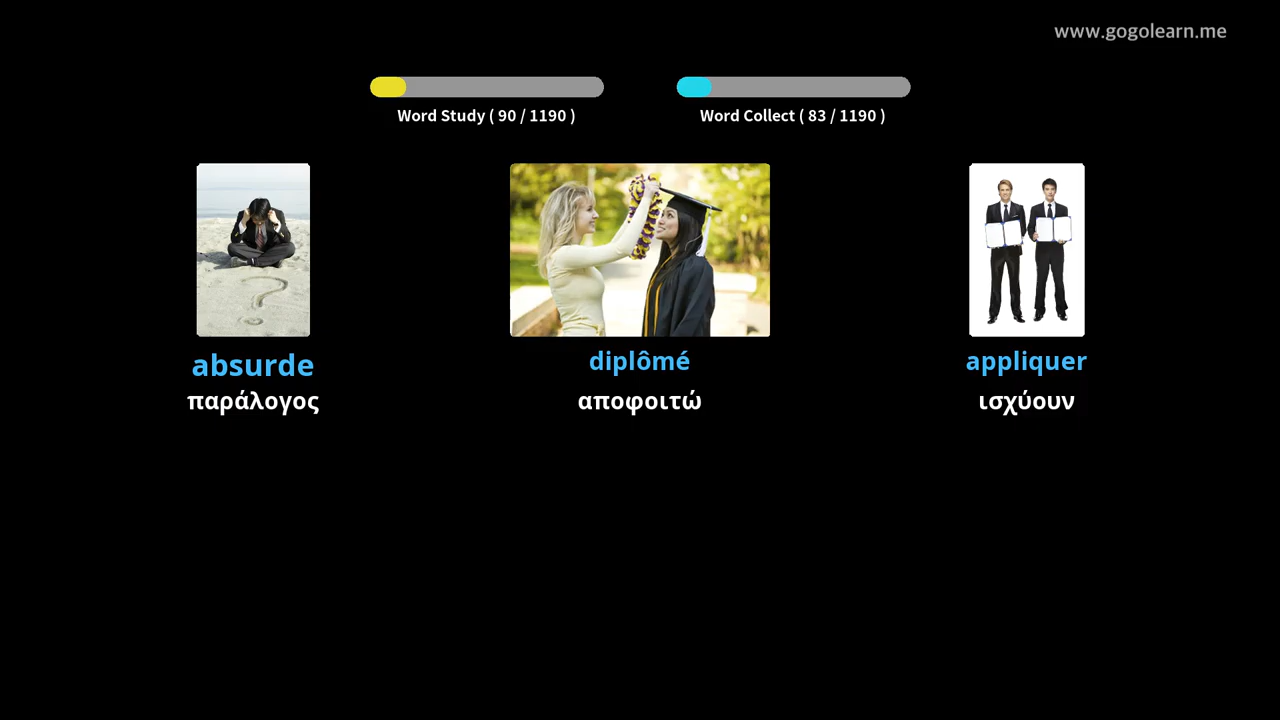 www.gogolearn.me
Word Study ( 90 / 1190 )
Word Collect ( 83 / 1190 )
absurde
παράλογος
diplômé
αποφοιτώ
appliquer
ισχύουν